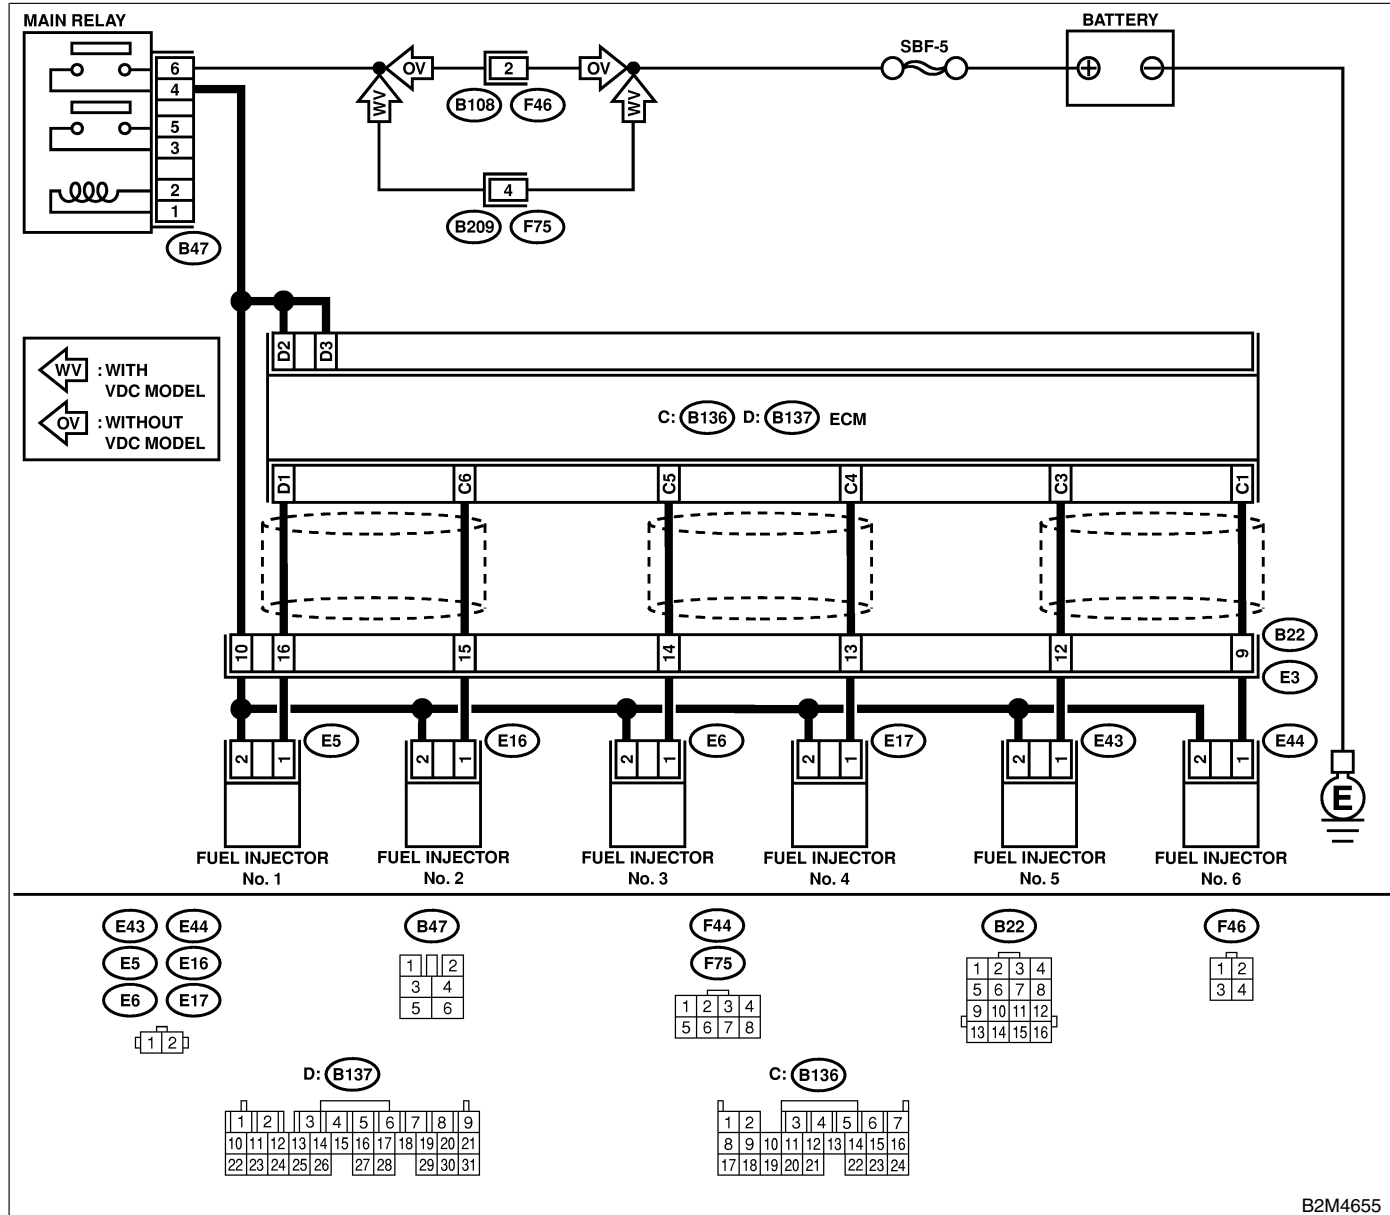 MAIN RELAY
BATTERY
SBF-5
6
4
5
3
2
1
B47
OV
2
OV
B108 F46
WV
WV
4
B209 F75
E
WV : WITH
VDC MODEL
OV : WITHOUT
VDC MODEL
D2 D3
C: B136 D: B137 ECM
D1 C6 C5 C4 C3 C1
10 16 15 14 13 12 9
B22
E3
2 1 E5
2 1 E16
2 1 E6
2 1 E17
2 1 E43
2 1 E44
FUEL INJECTOR
No. 1
FUEL INJECTOR
No. 2
FUEL INJECTOR
No. 3
FUEL INJECTOR
No. 4
FUEL INJECTOR
No. 5
FUEL INJECTOR
No. 6
E43 E44
E5 E16
E6 E17
1 2
B47
1 2
3 4
5 6
F44
F75
1 2 3 4
5 6 7 8
B22
1 2 3 4
5 6 7 8
9 10 11 12
13 14 15 16
F46
1 2
3 4
D: B137
1 2 3 4 5 6 7 8 9
10 11 12 13 14 15 16 17 18 19 20 21
22 23 24 25 26 27 28 29 30 31
C: B136
1 2 3 4 5 6 7
8 9 10 11 12 13 14 15 16
17 18 19 20 21 22 23 24
B2M4655